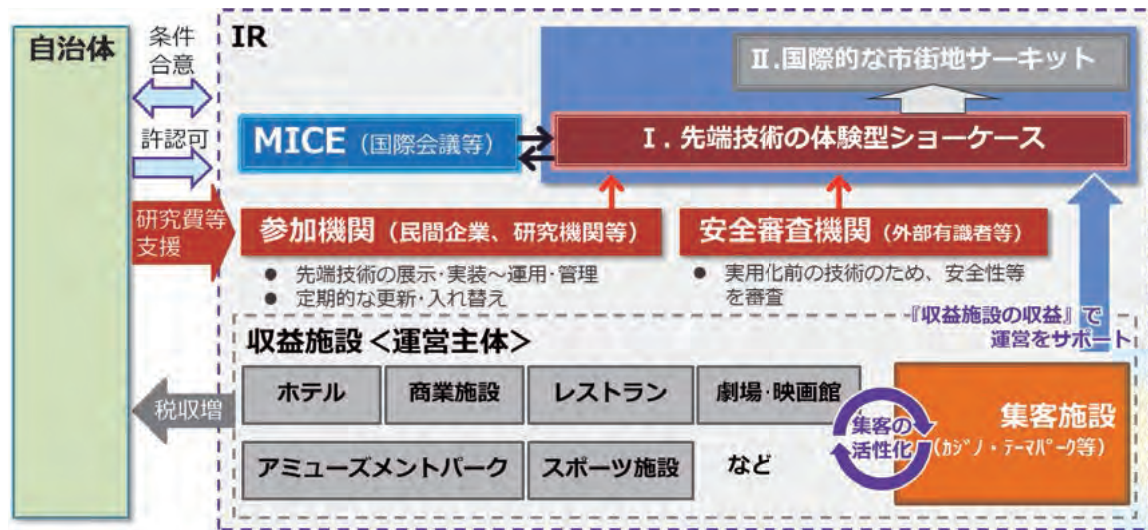 自治体
条件
合意
許認可
研究費等
支援
税収増
IR
Ⅱ.国際的な市街地サーキット
MICE（国際会議等）
Ⅰ．先端技術の体験型ショーケース
参加機関（民間企業、研究機関等）
● 先端技術の展示･実装～運用･管理
● 定期的な更新･入れ替え
安全審査機関（外部有識者等）
● 実用化前の技術のため、安全性等
を審査
『収益施設の収益』で
運営をサポート
収益施設＜運営主体＞
ホテル
商業施設
レストラン
劇場･映画館
アミューズメントパーク
スポーツ施設
など
集客の
活性化
集客施設
（ｶｼﾞﾉ・ﾃｰﾏﾊﾟｰｸ等）